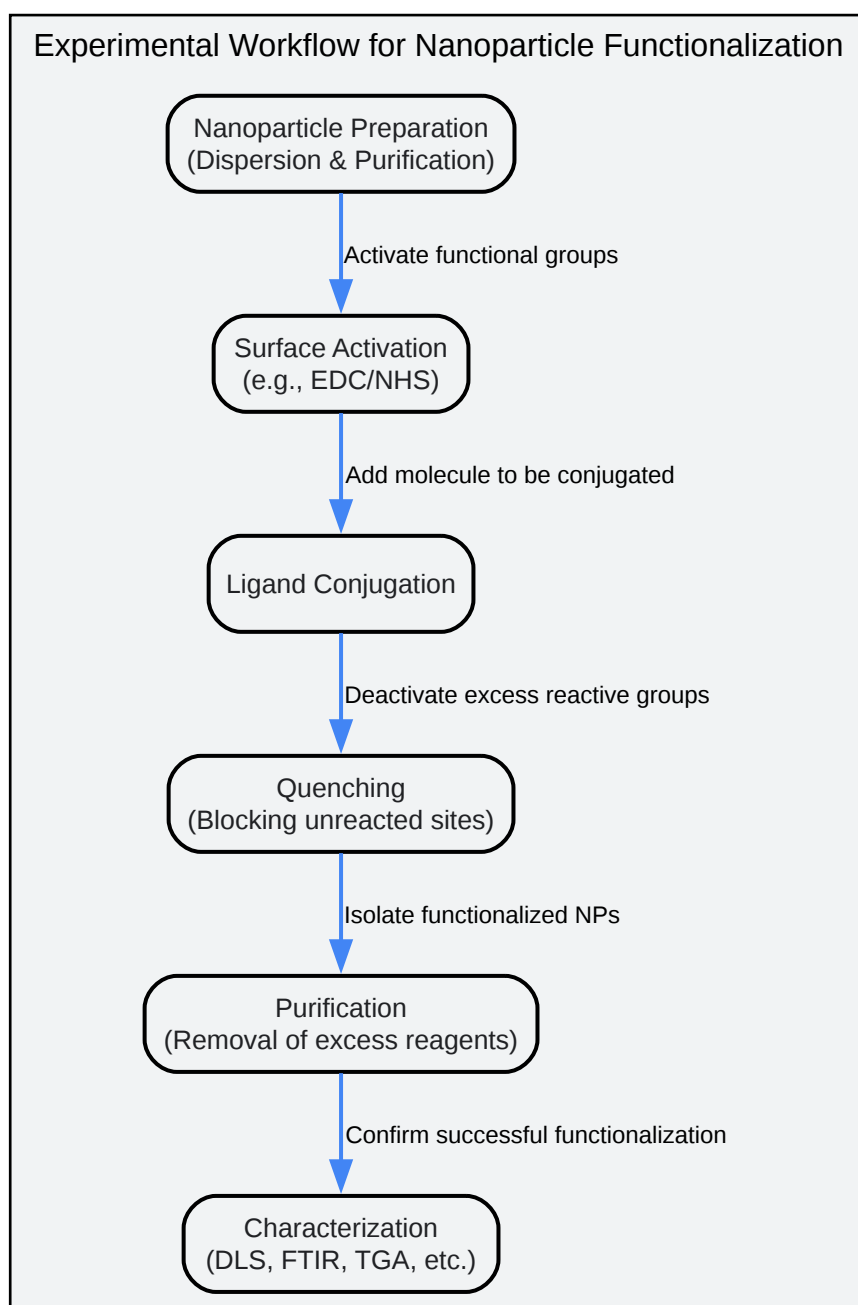 Experimental Workflow for Nanoparticle Functionalization
Nanoparticle Preparation
(Dispersion & Purification)
Activate functional groups
Surface Activation
(e.g., EDC/NHS)
Add molecule to be conjugated
Ligand Conjugation
Deactivate excess reactive groups
Quenching
(Blocking unreacted sites)
Isolate functionalized NPs
Purification
(Removal of excess reagents)
Confirm successful functionalization
Characterization
(DLS, FTIR, TGA, etc.)